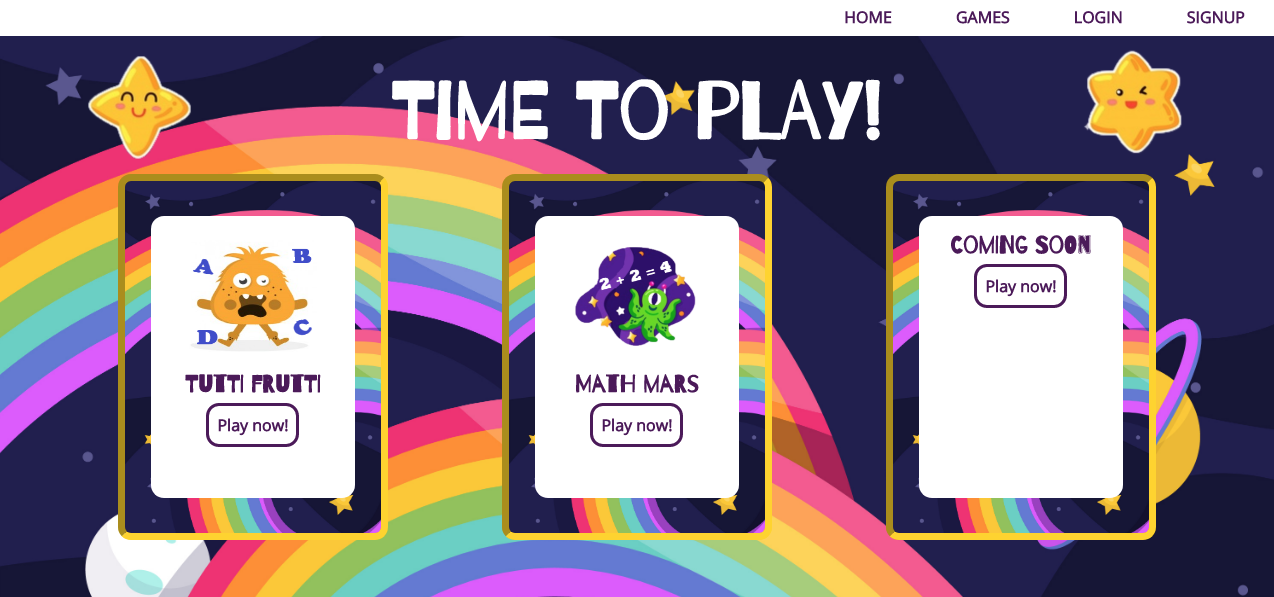 HOME GAMES LOGIN SIGNUP
TIME TO PLAY!
A B
D C
TUTTI FRUTTI
Play now!
2 + 2 = 4
MATH MARS
Play now!
COMING SOON
Play now!